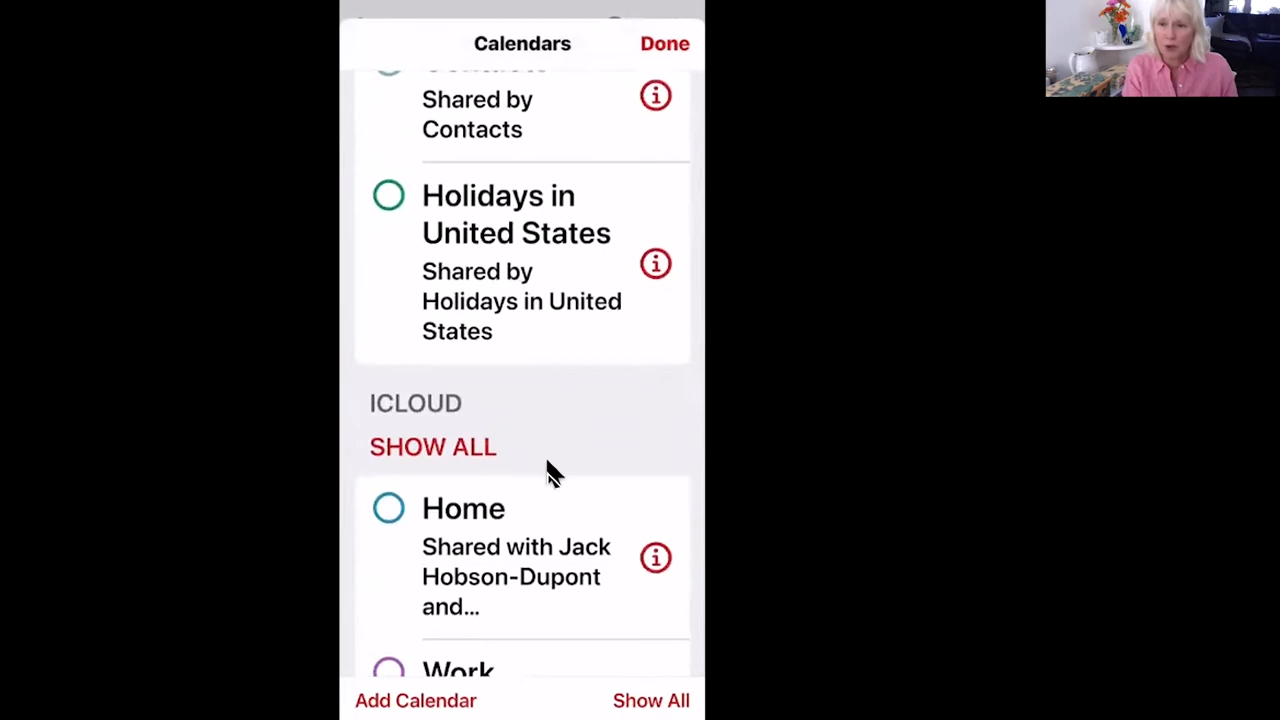 Calendars
Done
Shared by
Contacts
Holidays in
United States
Shared by
Holidays in United
States
ICLOUD
SHOW ALL
Home
Shared with Jack
Hobson-Dupont
and...
Work
Add Calendar
Show All